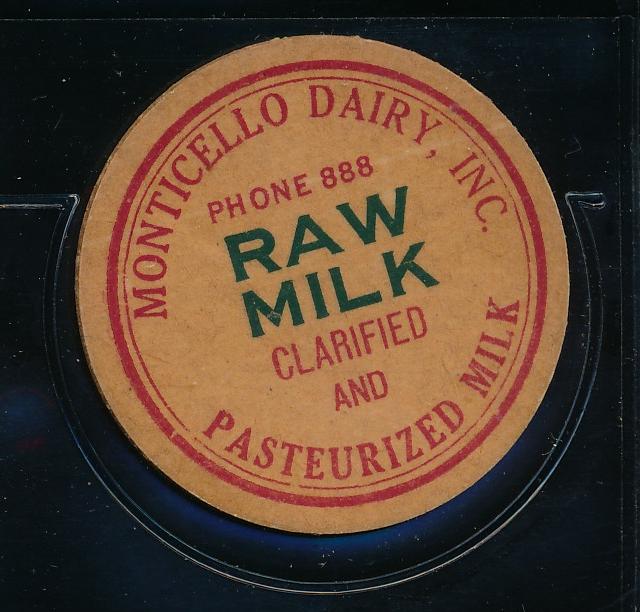 MONTICELLO DAIRY, INC.
PHONE 888
RAW
MILK
CLARIFIED
AND
PASTEURIZED MILK